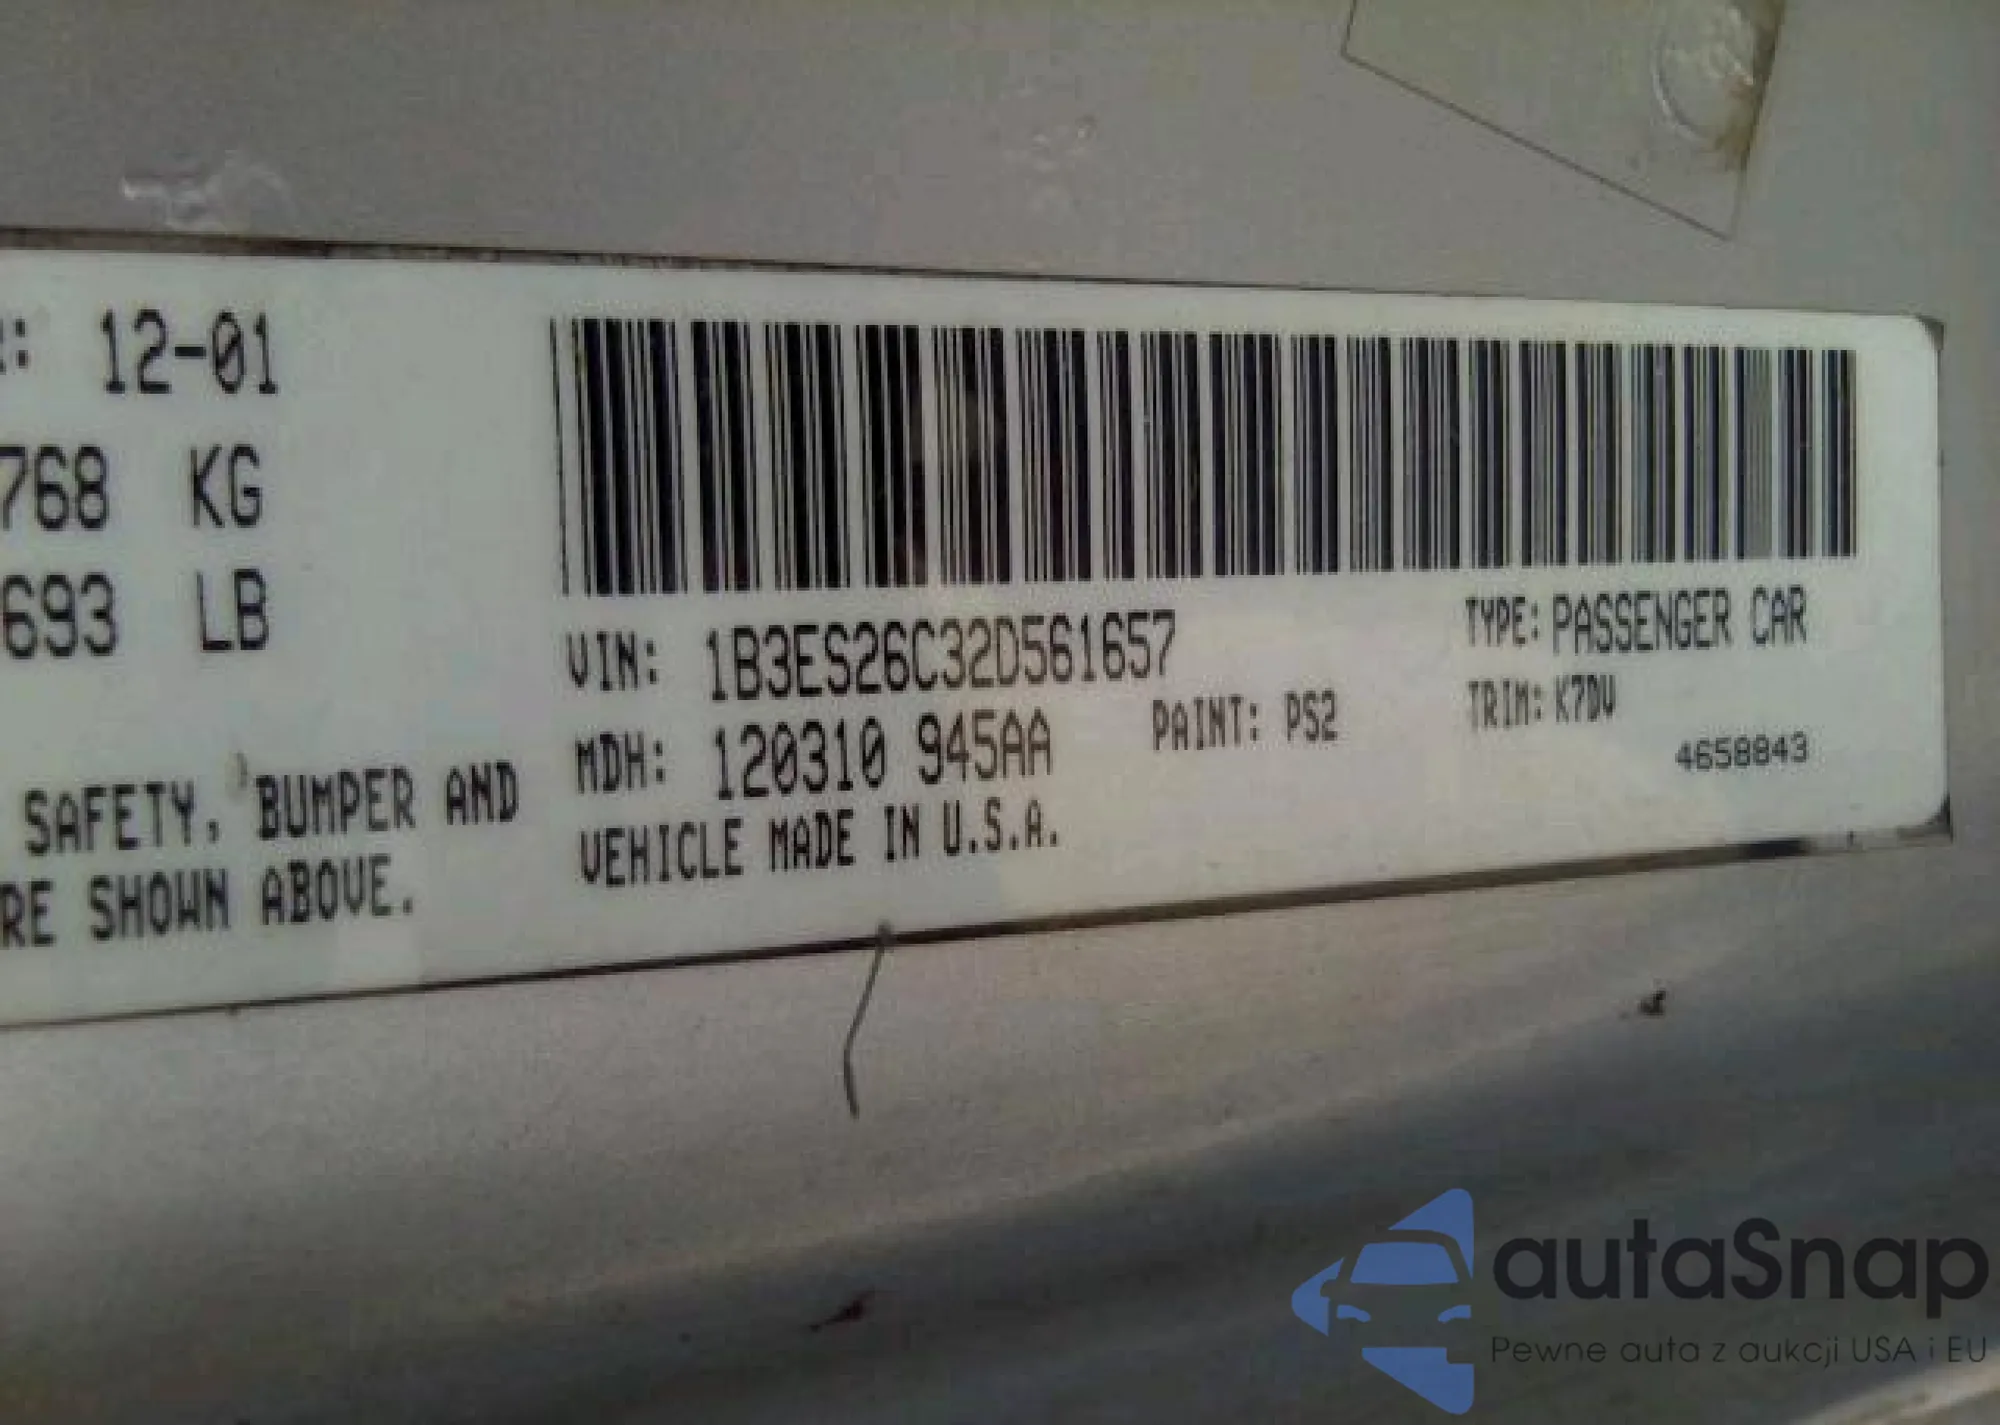 : 12-01
768 KG
693 LB
VIN: 1B3ES26C32D561657
TYPE: PASSENGER CAR
MDH: 120310 945AA
PAINT: PS2
TRIM: K7DV
4658843
SAFETY, BUMPER AND
RE SHOWN ABOVE.
VEHICLE MADE IN U.S.A.
autaSnap
Pewne auta z aukcji USA i EU